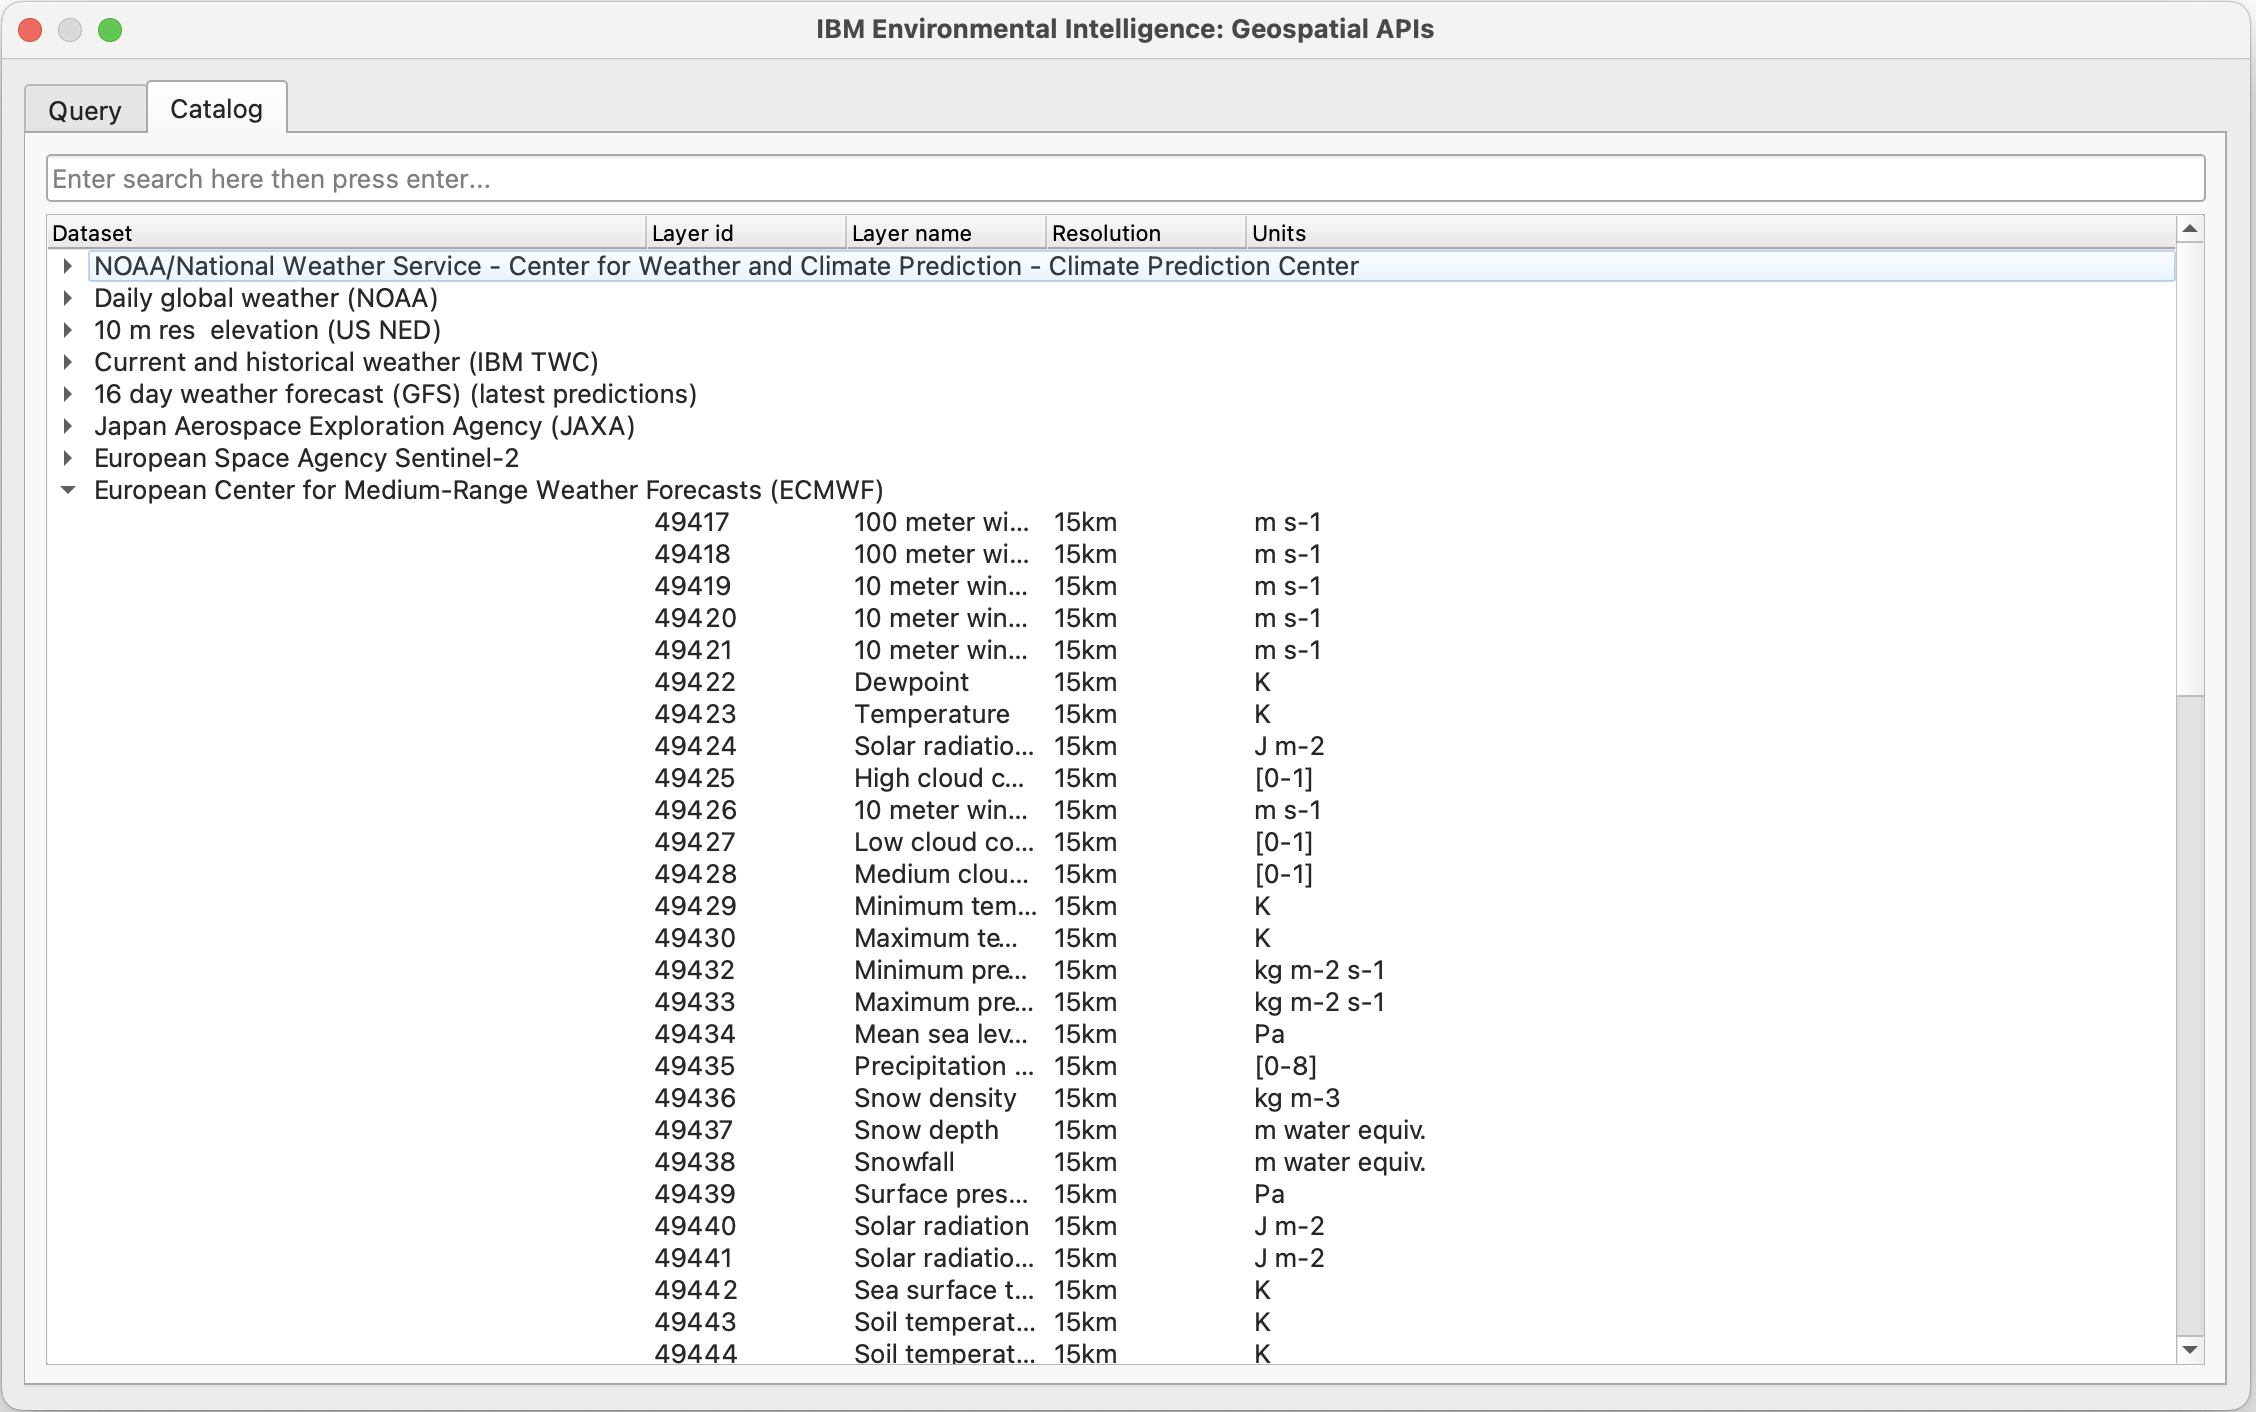 IBM Environmental Intelligence: Geospatial APIs
Query Catalog
Enter search here then press enter...
Dataset Layer id Layer name Resolution Units
NOAA/National Weather Service - Center for Weather and Climate Prediction - Climate Prediction Center
Daily global weather (NOAA)
10 m res  elevation (US NED)
Current and historical weather (IBM TWC)
16 day weather forecast (GFS) (latest predictions)
Japan Aerospace Exploration Agency (JAXA)
European Space Agency Sentinel-2
European Center for Medium-Range Weather Forecasts (ECMWF)
49417 100 meter wi... 15km m s-1
49418 100 meter wi... 15km m s-1
49419 10 meter win... 15km m s-1
49420 10 meter win... 15km m s-1
49421 10 meter win... 15km m s-1
49422 Dewpoint 15km K
49423 Temperature 15km K
49424 Solar radiatio... 15km J m-2
49425 High cloud c... 15km [0-1]
49426 10 meter win... 15km m s-1
49427 Low cloud co... 15km [0-1]
49428 Medium clou... 15km [0-1]
49429 Minimum tem... 15km K
49430 Maximum te... 15km K
49432 Minimum pre... 15km kg m-2 s-1
49433 Maximum pre... 15km kg m-2 s-1
49434 Mean sea lev... 15km Pa
49435 Precipitation ... 15km [0-8]
49436 Snow density 15km kg m-3
49437 Snow depth 15km m water equiv.
49438 Snowfall 15km m water equiv.
49439 Surface pres... 15km Pa
49440 Solar radiation 15km J m-2
49441 Solar radiatio... 15km J m-2
49442 Sea surface t... 15km K
49443 Soil temperat... 15km K
49444 Soil temperat... 15km K